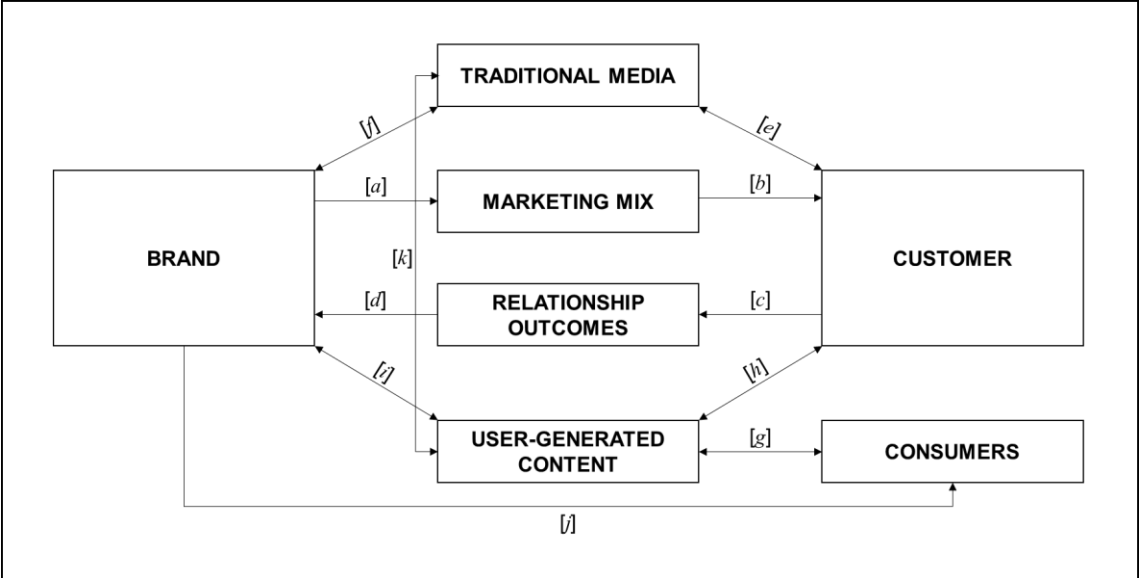 TRADITIONAL MEDIA
[f]
[e]
[a]
MARKETING MIX
[b]
BRAND
[k]
CUSTOMER
[d]
RELATIONSHIP
OUTCOMES
[c]
[i]
[h]
USER-GENERATED
CONTENT
[g]
CONSUMERS
[j]